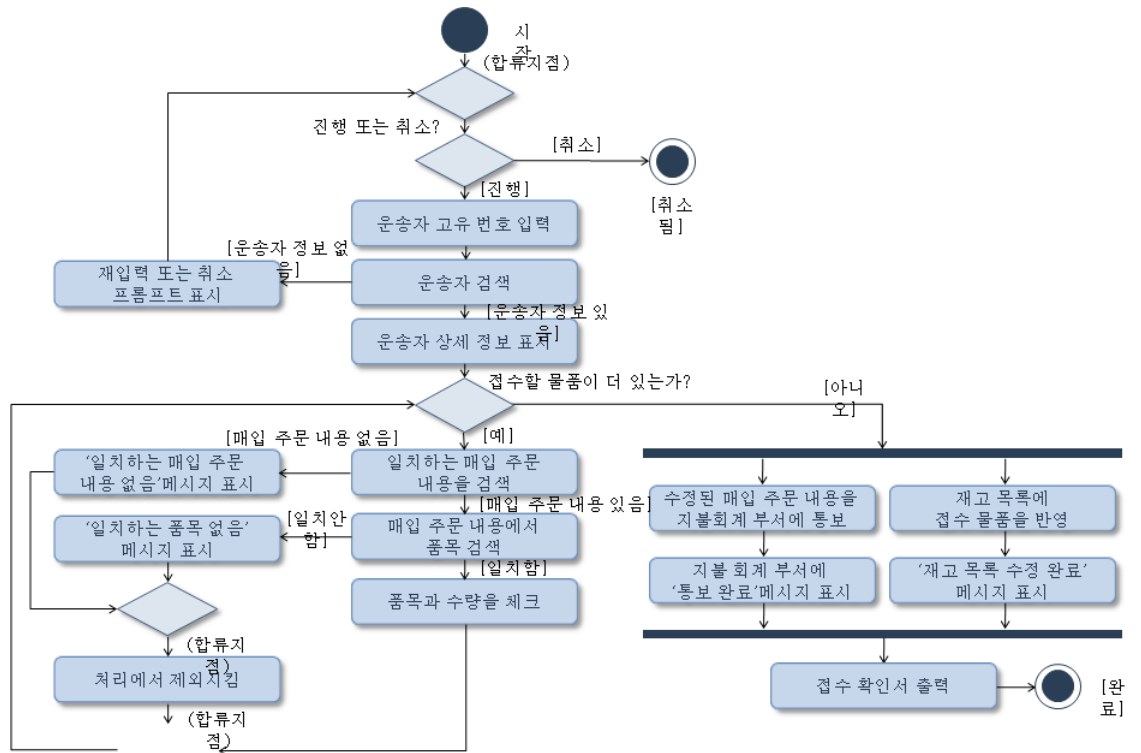 시
작
(합류지점)
진행 또는 취소?
[취소]
[취소
됨]
[진행]
운송자 고유 번호 입력
[운송자 정보 없
음]
재입력 또는 취소
프롬프트 표시
운송자 검색
[운송자 정보 있
음]
운송자 상세 정보 표시
접수할 물품이 더 있는가?
[아니
오]
[매입 주문 내용 없음]
[예]
‘일치하는 매입 주문
내용 없음’메시지 표시
일치하는 매입 주문
내용을 검색
[매입 주문 내용 있음]
수정된 매입 주문 내용을
지불회계 부서에 통보
재고 목록에
접수 물품을 반영
‘일치하는 품목 없음’
메시지 표시
[일치안
함]
매입 주문 내용에서
품목 검색
[일치함]
지불 회계 부서에
‘통보 완료’메시지 표시
‘재고 목록 수정 완료’
메시지 표시
품목과 수량을 체크
(합류지
점)
처리에서 제외시킴
접수 확인서 출력
[완
료]
(합류지
점)